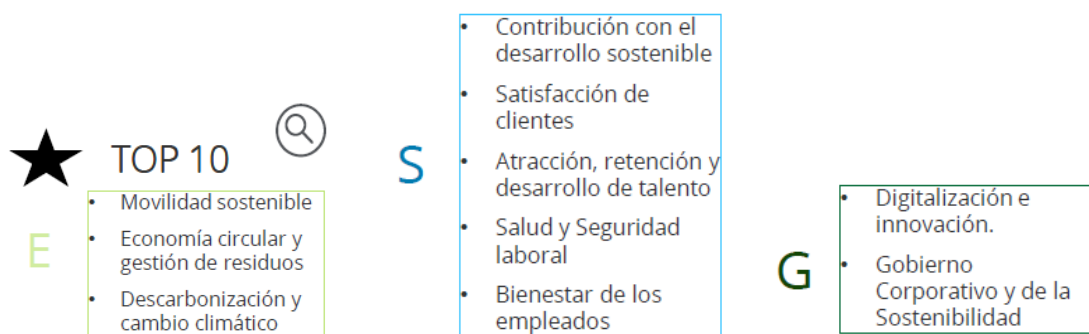 TOP 10
E
• Movilidad sostenible
• Economía circular y
gestión de residuos
• Descarbonización y
cambio climático
S
• Contribución con el
desarrollo sostenible
• Satisfacción de
clientes
• Atracción, retención y
desarrollo de talento
• Salud y Seguridad
laboral
• Bienestar de los
empleados
G
• Digitalización e
innovación.
• Gobierno
Corporativo y de la
Sostenibilidad